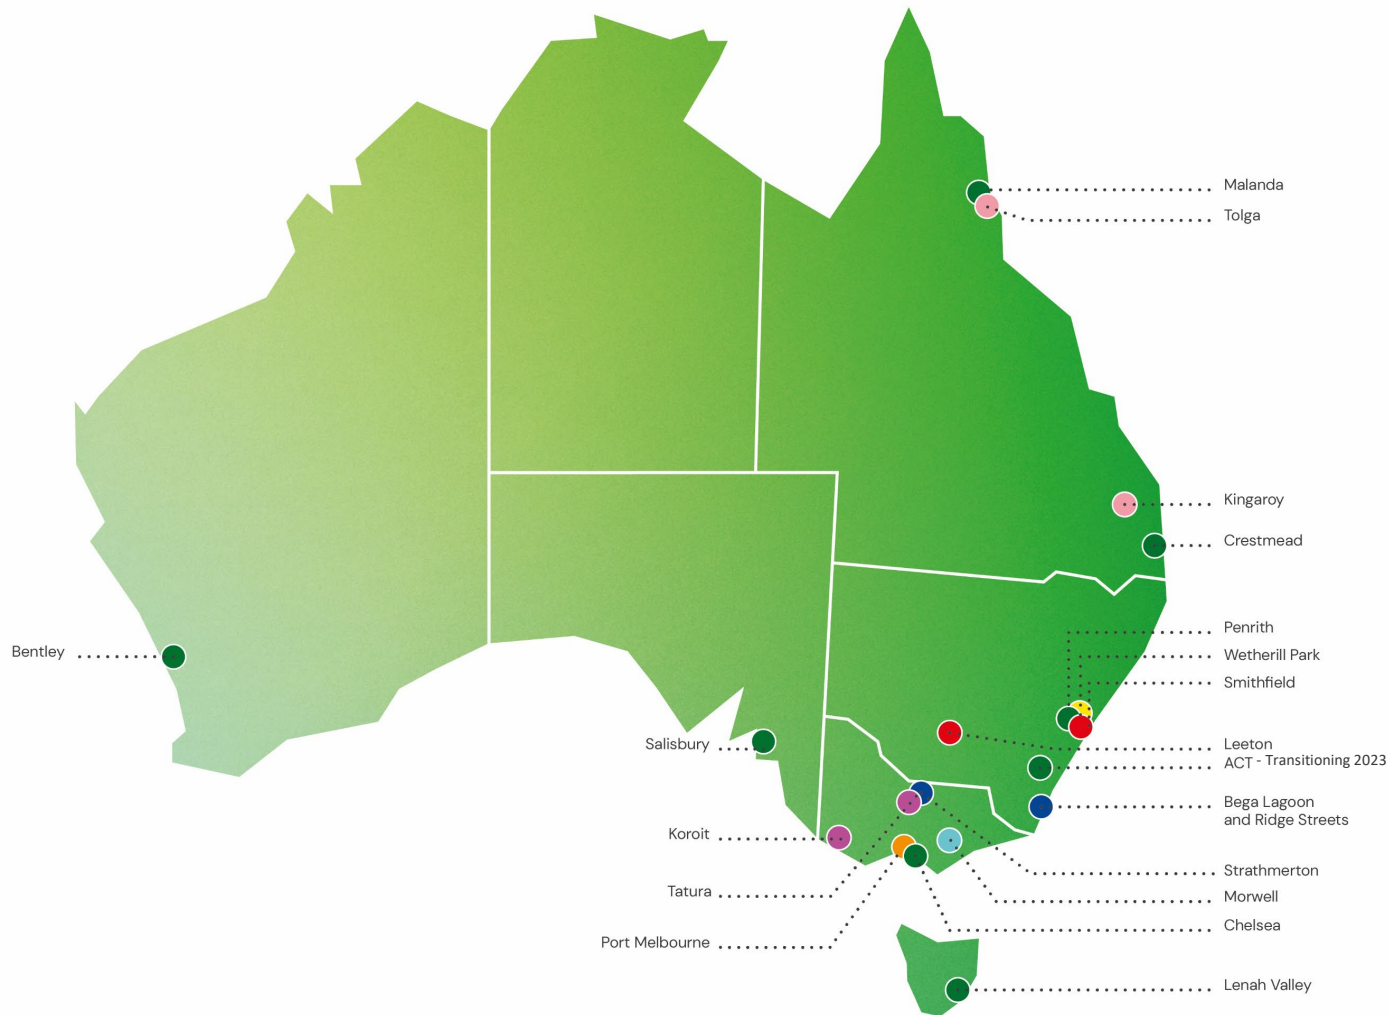 Malanda
Tolga
Kingaroy
Crestmead
Penrith
Bentley
Wetherill Park
Smithfield
Salisbury
Leeton
ACT - Transitioning 2023
Bega Lagoon
and Ridge Streets
Koroit
Strathmerton
Tatura
Morwell
Chelsea
Port Melbourne
Lenah Valley